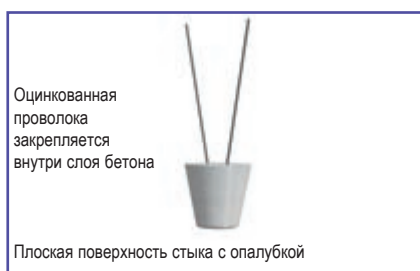 Оцинкованная
проволока
закрепляется
внутри слоя бетона
Плоская поверхность стыка с опалубкой